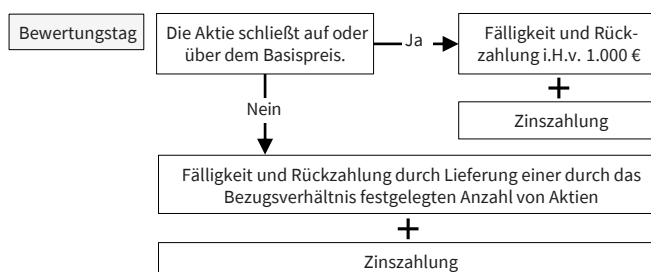 Bewertungstag
Die Aktie schließt auf oder
über dem Basispreis.
Ja
Fälligkeit und Rück-
zahlung i.H.v. 1.000 €
+
Zinszahlung
Nein
Fälligkeit und Rückzahlung durch Lieferung einer durch das
Bezugsverhältnis festgelegten Anzahl von Aktien
+
Zinszahlung